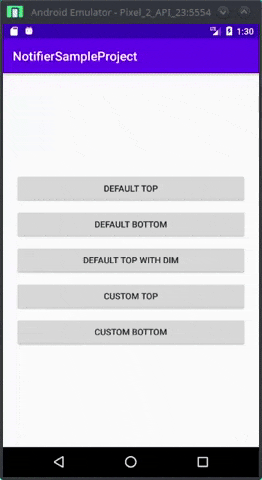 Android Emulator - Pixel_2_API_23:5554
1:30
NotifierSampleProject
DEFAULT TOP
DEFAULT BOTTOM
DEFAULT TOP WITH DIM
CUSTOM TOP
CUSTOM BOTTOM